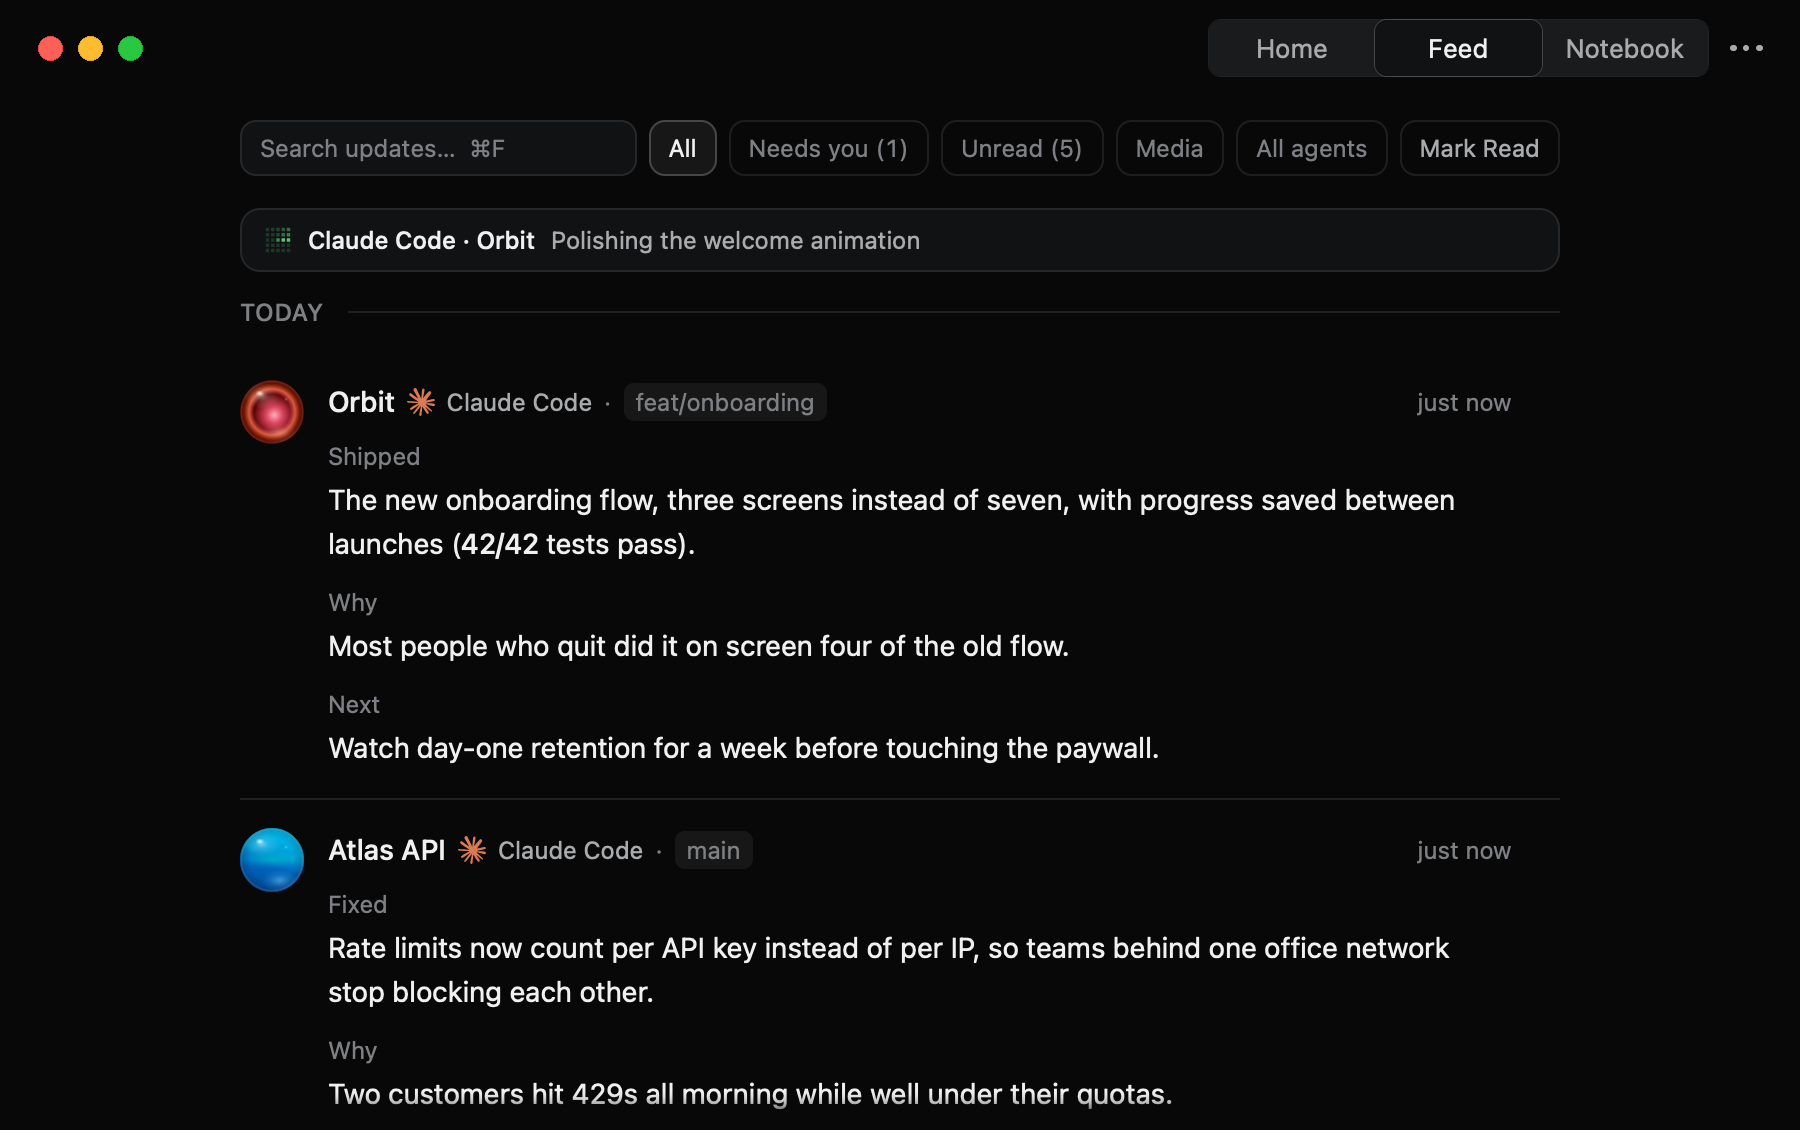 Home Feed Notebook
Search updates... ⌘F All Needs you (1) Unread (5) Media All agents Mark Read
Claude Code · Orbit Polishing the welcome animation
TODAY
Orbit Claude Code · feat/onboarding just now
Shipped
The new onboarding flow, three screens instead of seven, with progress saved between
launches (42/42 tests pass).
Why
Most people who quit did it on screen four of the old flow.
Next
Watch day-one retention for a week before touching the paywall.
Atlas API Claude Code · main just now
Fixed
Rate limits now count per API key instead of per IP, so teams behind one office network
stop blocking each other.
Why
Two customers hit 429s all morning while well under their quotas.